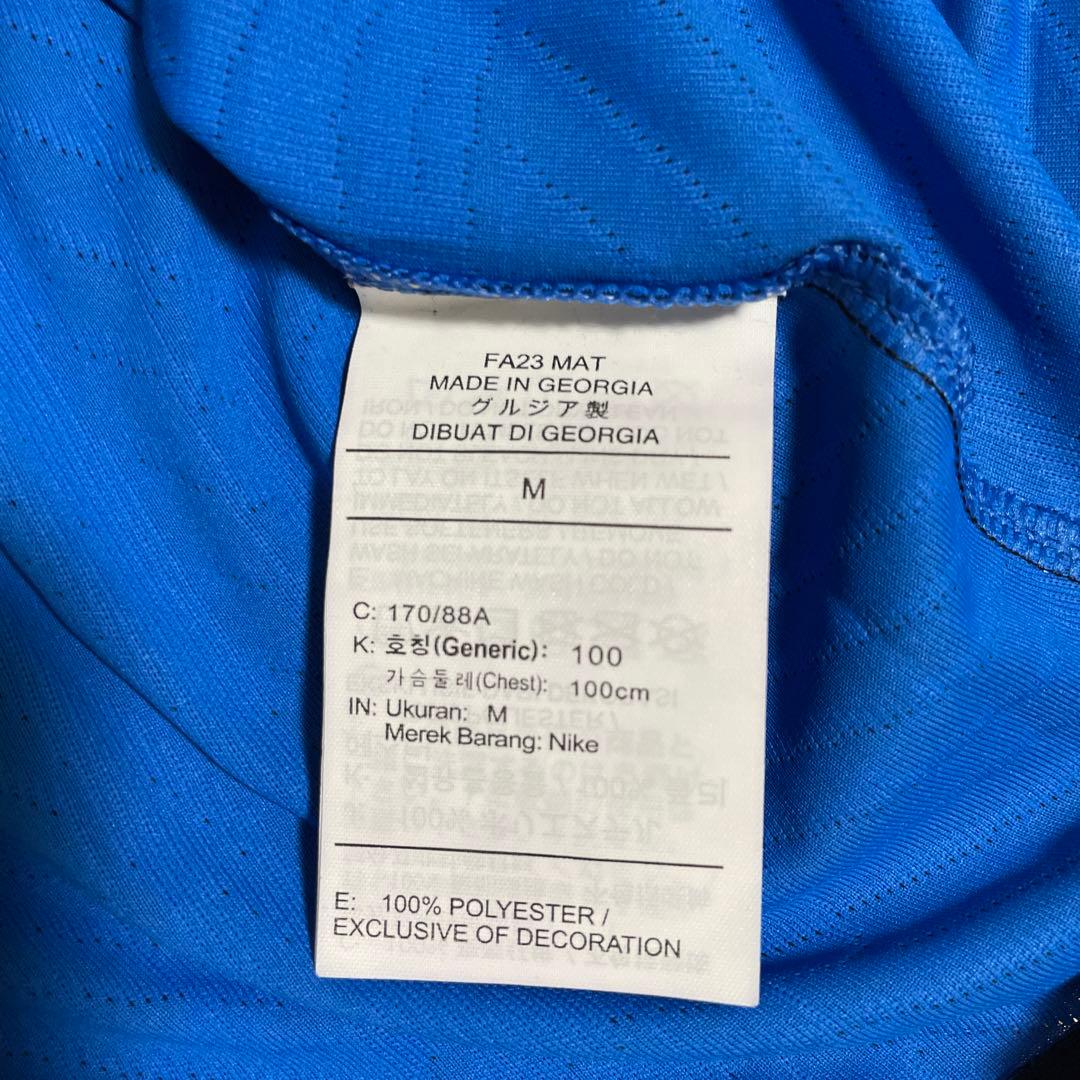 FA23 MAT
MADE IN GEORGIA
グルジア製
DIBUAT DI GEORGIA
M
C: 170/88A
K: 호칭(Generic): 100
가슴둘레(Chest): 100cm
IN: Ukuran: M
Merek Barang: Nike
E: 100% POLYESTER /
EXCLUSIVE OF DECORATION